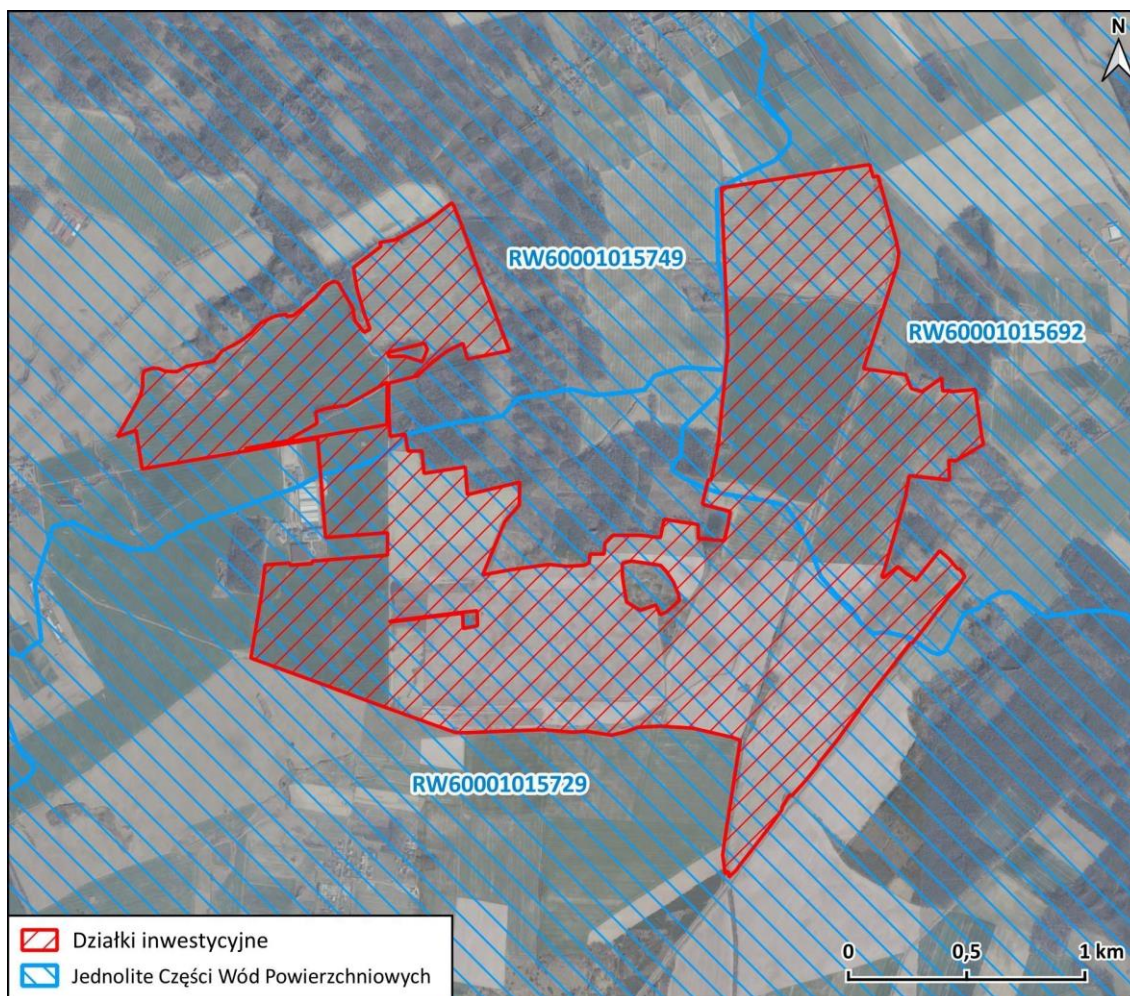 N
RW60001015749
RW60001015692
RW60001015729
Działki inwestycyjne
Jednolite Części Wód Powierzchniowych
0 0,5 1 km